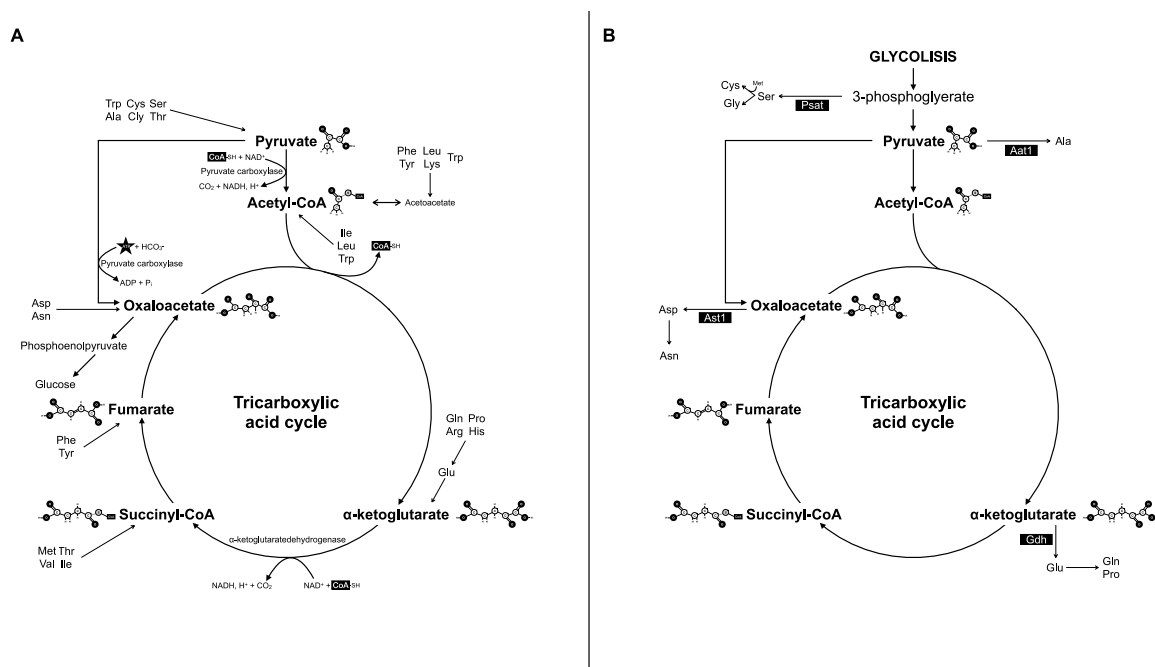 A
Trp Cys Ser
Ala Cly Thr
Pyruvate
CoA-SH + NAD⁺
Pyruvate carboxylase
CO₂ + NADH, H⁺
Phe Leu Trp
Tyr Lys
Acetyl-CoA
Acetoacetate
Ile
Leu
Trp
CoA-SH
+ HCO₃-
Pyruvate carboxylase
ADP + Pᵢ
Asp
Asn
Oxaloacetate
Phosphoenolpyruvate
Glucose
Fumarate
Tricarboxylic
acid cycle
Phe
Tyr
Gln Pro
Arg His
Glu
Succinyl-CoA
α-ketoglutarate
α-ketoglutaratedehydrogenase
Met Thr
Val Ile
NADH, H⁺ + CO₂
NAD⁺ + CoA-SH
B
GLYCOLISIS
Cys
Met
Gly
Ser
Psat
3-phosphoglyerate
Pyruvate
Aat1
Ala
Acetyl-CoA
Asp
Ast1
Oxaloacetate
Asn
Fumarate
Tricarboxylic
acid cycle
Succinyl-CoA
α-ketoglutarate
Gdh
Glu
Gln
Pro